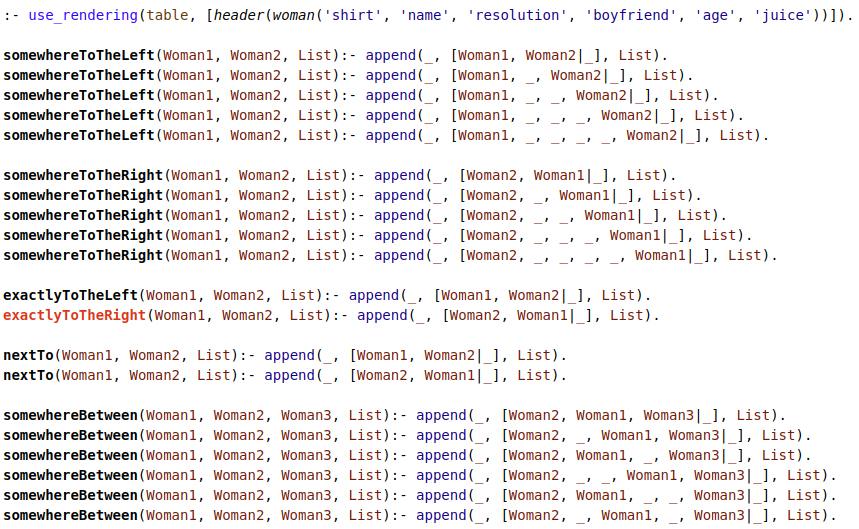 :- use_rendering(table, [header(woman('shirt', 'name', 'resolution', 'boyfriend', 'age', 'juice'))]).
somewhereToTheLeft(Woman1, Woman2, List):- append(_, [Woman1, Woman2|_], List).
somewhereToTheLeft(Woman1, Woman2, List):- append(_, [Woman1, _, Woman2|_], List).
somewhereToTheLeft(Woman1, Woman2, List):- append(_, [Woman1, _, _, Woman2|_], List).
somewhereToTheLeft(Woman1, Woman2, List):- append(_, [Woman1, _, _, _, Woman2|_], List).
somewhereToTheLeft(Woman1, Woman2, List):- append(_, [Woman1, _, _, _, _, Woman2|_], List).
somewhereToTheRight(Woman1, Woman2, List):- append(_, [Woman2, Woman1|_], List).
somewhereToTheRight(Woman1, Woman2, List):- append(_, [Woman2, _, Woman1|_], List).
somewhereToTheRight(Woman1, Woman2, List):- append(_, [Woman2, _, _, Woman1|_], List).
somewhereToTheRight(Woman1, Woman2, List):- append(_, [Woman2, _, _, _, Woman1|_], List).
somewhereToTheRight(Woman1, Woman2, List):- append(_, [Woman2, _, _, _, _, Woman1|_], List).
exactlyToTheLeft(Woman1, Woman2, List):- append(_, [Woman1, Woman2|_], List).
exactlyToTheRight(Woman1, Woman2, List):- append(_, [Woman2, Woman1|_], List).
nextTo(Woman1, Woman2, List):- append(_, [Woman1, Woman2|_], List).
nextTo(Woman1, Woman2, List):- append(_, [Woman2, Woman1|_], List).
somewhereBetween(Woman1, Woman2, Woman3, List):- append(_, [Woman2, Woman1, Woman3|_], List).
somewhereBetween(Woman1, Woman2, Woman3, List):- append(_, [Woman2, _, Woman1, Woman3|_], List).
somewhereBetween(Woman1, Woman2, Woman3, List):- append(_, [Woman2, Woman1, _, Woman3|_], List).
somewhereBetween(Woman1, Woman2, Woman3, List):- append(_, [Woman2, _, _, Woman1, Woman3|_], List).
somewhereBetween(Woman1, Woman2, Woman3, List):- append(_, [Woman2, Woman1, _, _, Woman3|_], List).
somewhereBetween(Woman1, Woman2, Woman3, List):- append(_, [Woman2, _, Woman1, _, Woman3|_], List).